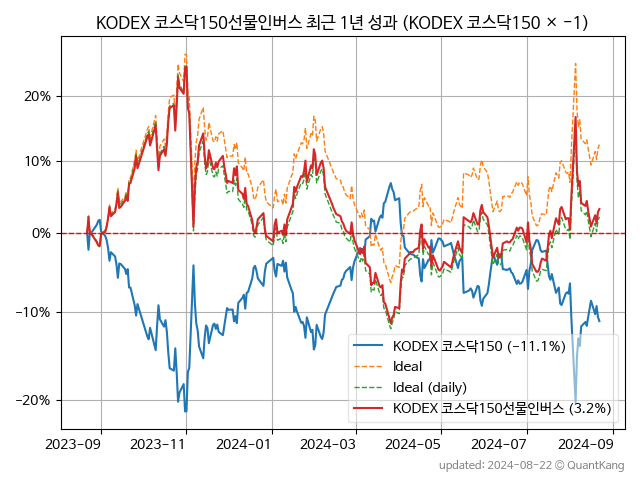 KODEX 코스닥150선물인버스 최근 1년 성과 (KODEX 코스닥150 × −1)
20%
10%
0%
−10%
−20%
KODEX 코스닥150 (−11.1%)
Ideal
Ideal (daily)
KODEX 코스닥150선물인버스 (3.2%)
2023-09 2023-11 2024-01 2024-03 2024-05 2024-07 2024-09
updated: 2024-08-22 © QuantKang